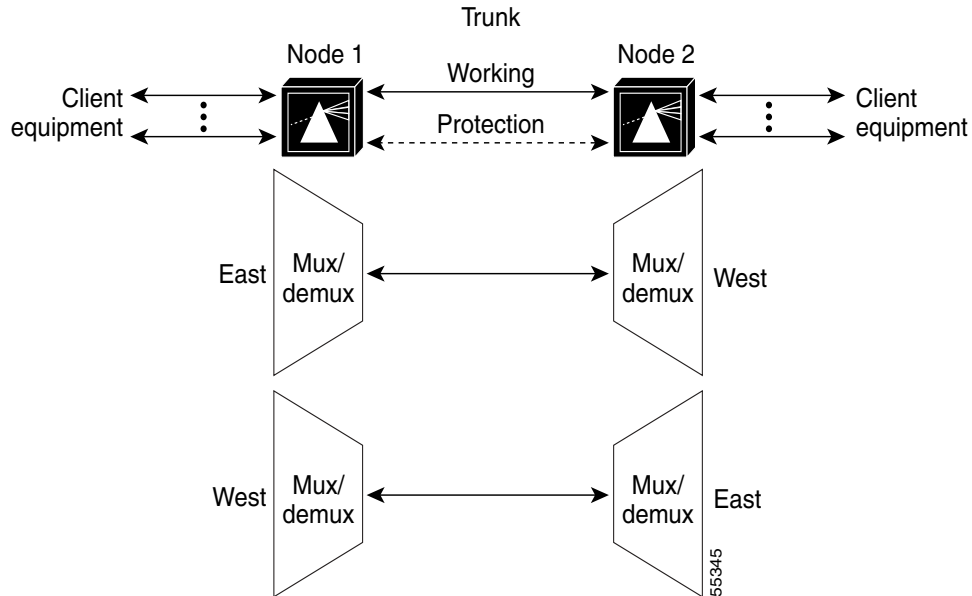 Trunk
Node 1
Node 2
Working
Client
equipment
Protection
Client
equipment
East
Mux/
demux
Mux/
demux
West
West
Mux/
demux
Mux/
demux
East
55345